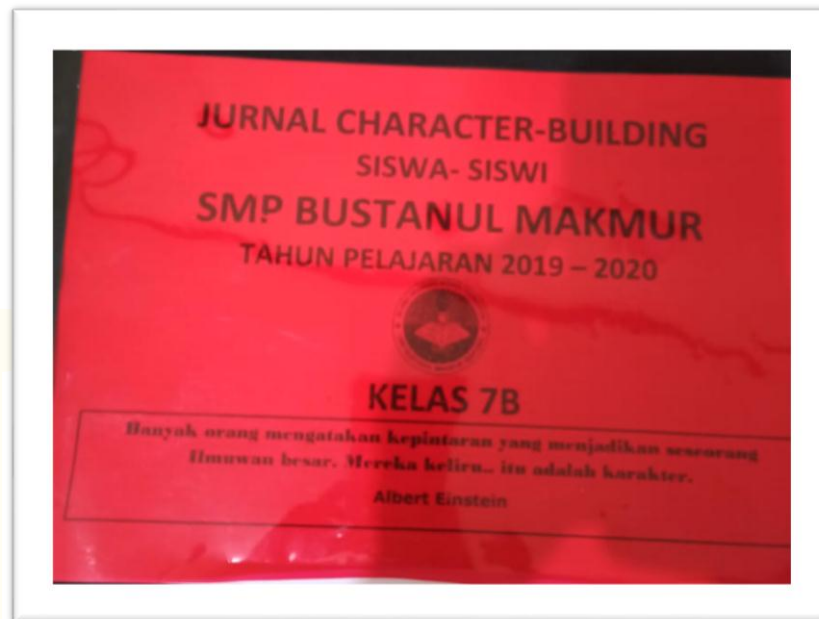 JURNAL CHARACTER-BUILDING
SISWA- SISWI
SMP BUSTANUL MAKMUR
TAHUN PELAJARAN 2019 – 2020
KELAS 7B
Banyak orang mengatakan kepintaran yang menjadikan seseorang
Ilmuwan besar. Mereka keliru.. itu adalah karakter.
Albert Einstein